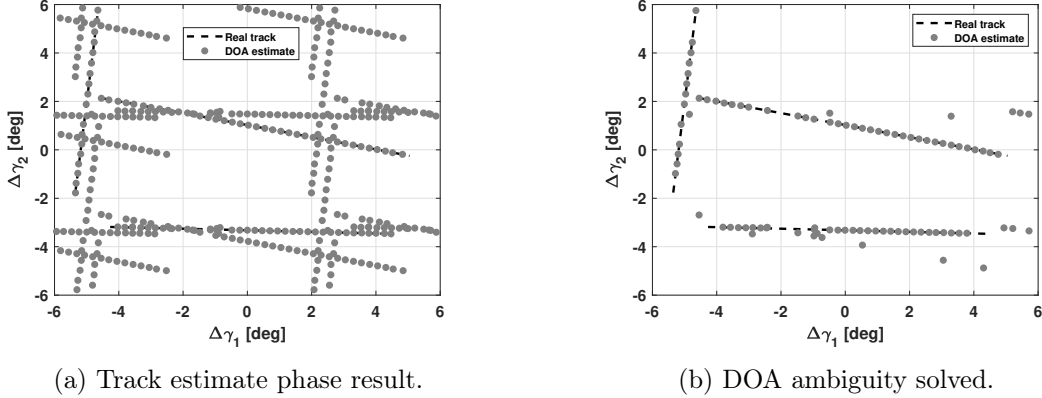 6
4
2
0
-2
-4
-6
-6 -4 -2 0 2 4 6
Δγ2 [deg]
Δγ1 [deg]
Real track
DOA estimate
(a) Track estimate phase result.
6
4
2
0
-2
-4
-6
-6 -4 -2 0 2 4 6
Δγ2 [deg]
Δγ1 [deg]
Real track
DOA estimate
(b) DOA ambiguity solved.